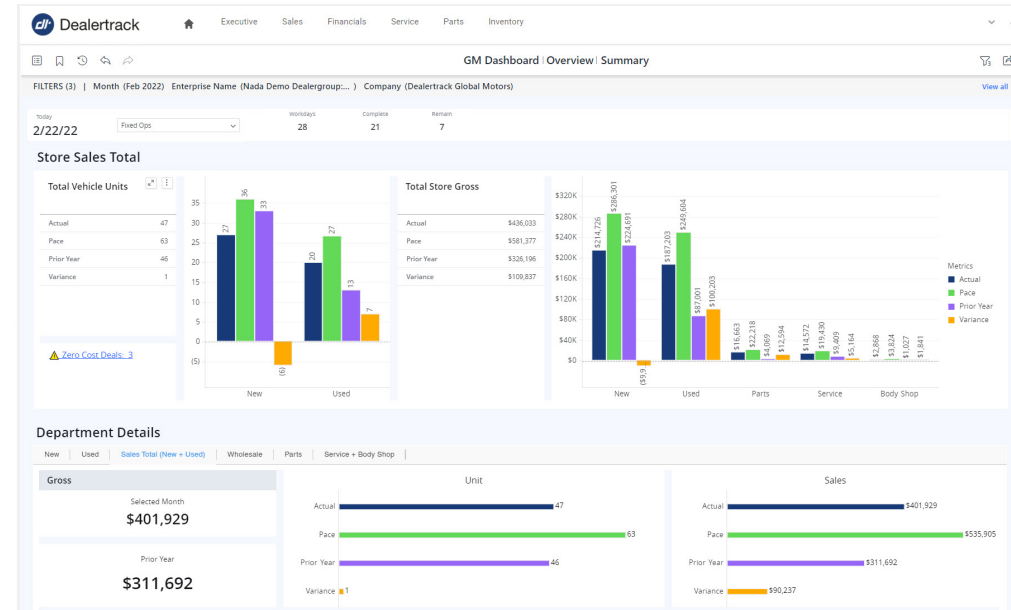 Dealertrack
Executive Sales Financials Service Parts Inventory
GM Dashboard | Overview | Summary
FILTERS (3) | Month (Feb 2022) Enterprise Name (Nada Demo Dealergroup:... ) Company (Dealertrack Global Motors) View all
Today
2/22/22
Fixed Ops
Workdays Complete Remain
28 21 7
Store Sales Total
Total Vehicle Units
Actual 47
Pace 63
Prior Year 46
Variance 1
Zero Cost Deals: 3
35
30
25
20
15
10
5
0
(5)
27 36 33 (6)
20 27 13 7
New Used
Total Store Gross
Actual $436,033
Pace $581,377
Prior Year $326,196
Variance $109,837
$320K
$280K
$240K
$200K
$160K
$120K
$80K
$40K
$0
$214,726 $286,301 $224,691 ($9,9
$187,203 $249,604 $87,001 $100,203
$16,663 $22,218 $4,069 $12,594
$14,572 $19,430 $9,409 $5,164
$2,868 $3,824 $1,027 $1,841
New Used Parts Service Body Shop
Metrics
Actual
Pace
Prior Year
Variance
Department Details
New Used Sales Total (New + Used) Wholesale Parts Service + Body Shop
Gross
Selected Month
$401,929
Prior Year
$311,692
Unit
Actual 47
Pace 63
Prior Year 46
Variance 1
Sales
Actual $401,929
Pace $535,905
Prior Year $311,692
Variance $90,237